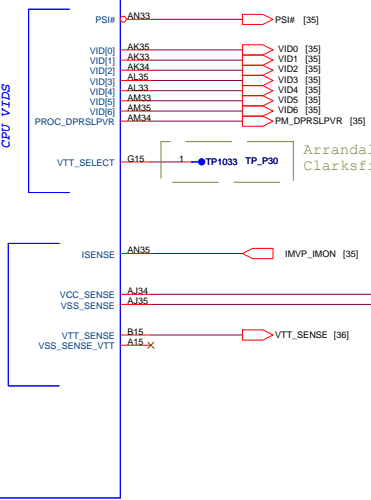 PSI# AN33 PSI# [35]
VID[0] AK35 VID0 [35]
VID[1] AK33 VID1 [35]
VID[2] AK34 VID2 [35]
VID[3] AL35 VID3 [35]
VID[4] AL33 VID4 [35]
VID[5] AM33 VID5 [35]
VID[6] AM35 VID6 [35]
PROC_DPRSLPVR AM34 PM_DPRSLPVR [35]
CPU VIDS
VTT_SELECT G15 1 TP1033 TP_P30
Arrandal
Clarksfi
ISENSE AN35 IMVP_IMON [35]
VCC_SENSE AJ34
VSS_SENSE AJ35
VTT_SENSE B15 VTT_SENSE [36]
VSS_SENSE_VTT A15